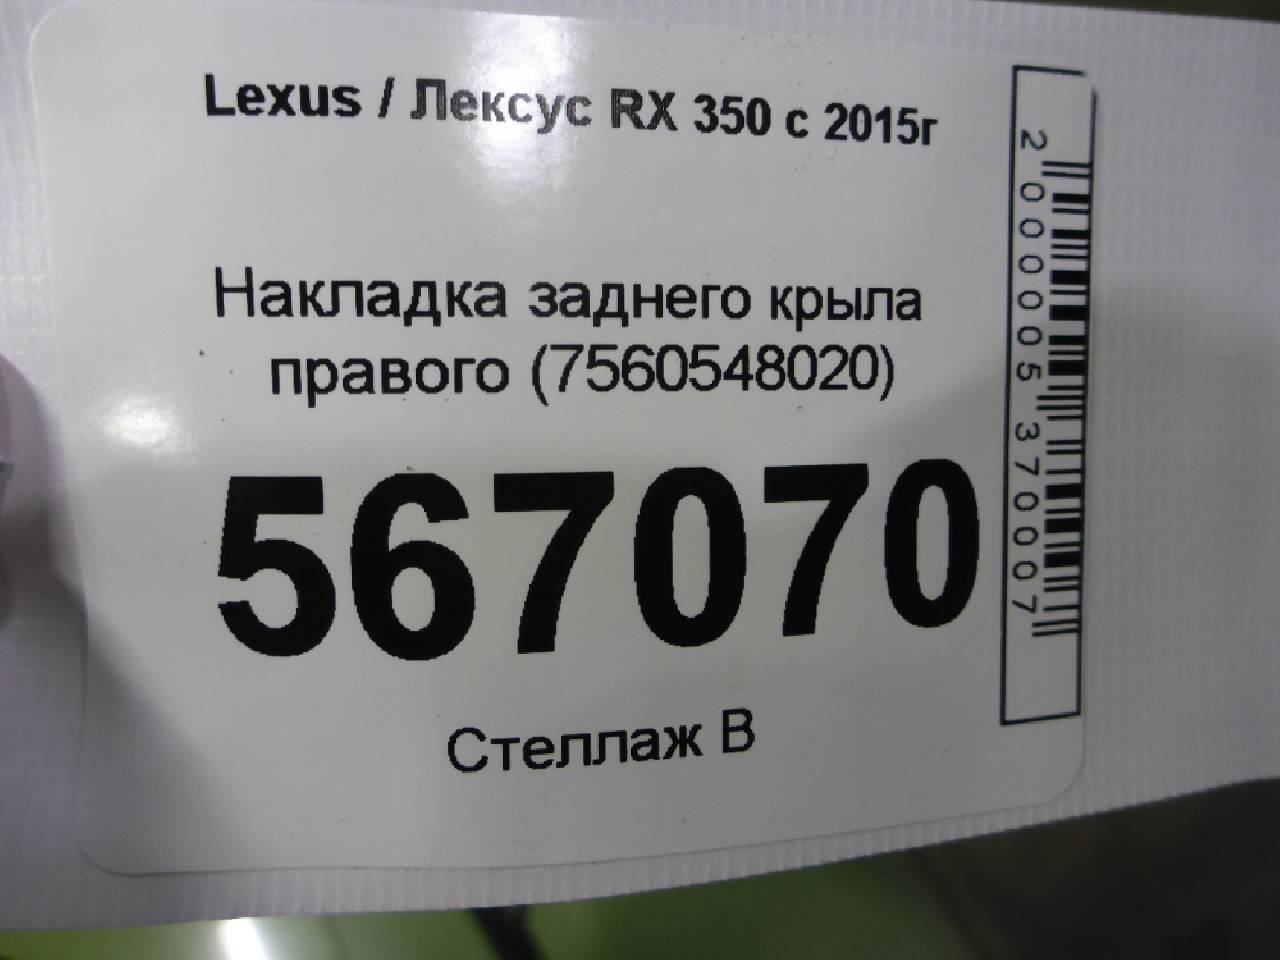 Lexus / Лексус RX 350 с 2015г
Накладка заднего крыла
правого (7560548020)
567070
Стеллаж В
2000005370007